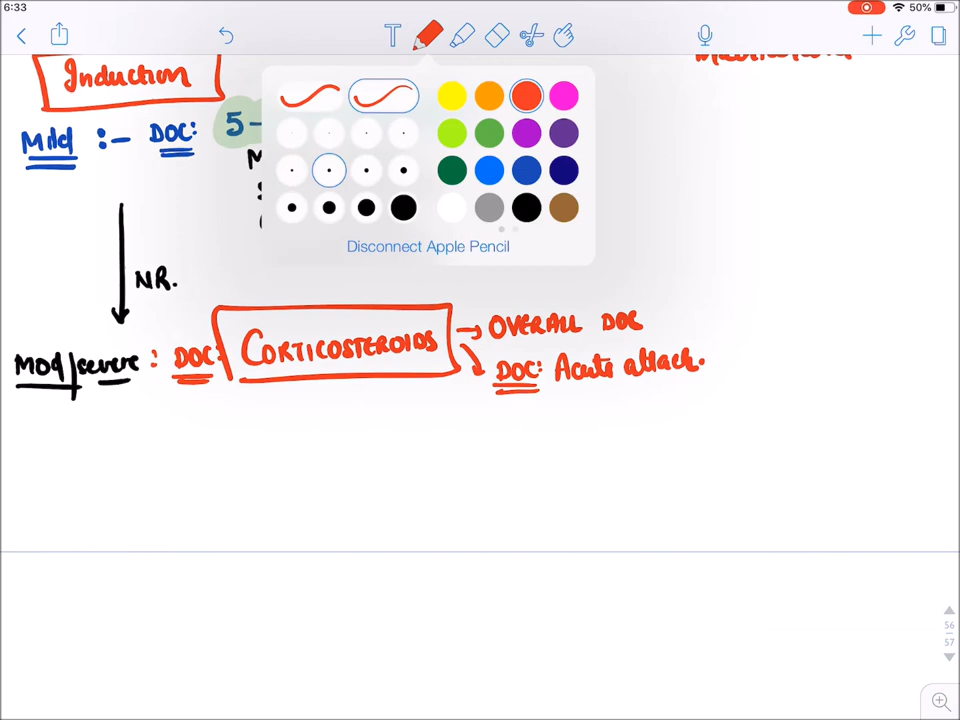 6:33
50%
T
Induction
Mild :- DOC: 5-
NR.
Disconnect Apple Pencil
Mod/severe : DOC: CORTICOSTEROIDS → OVERALL DOC
DOC: Acute attack.
56
57